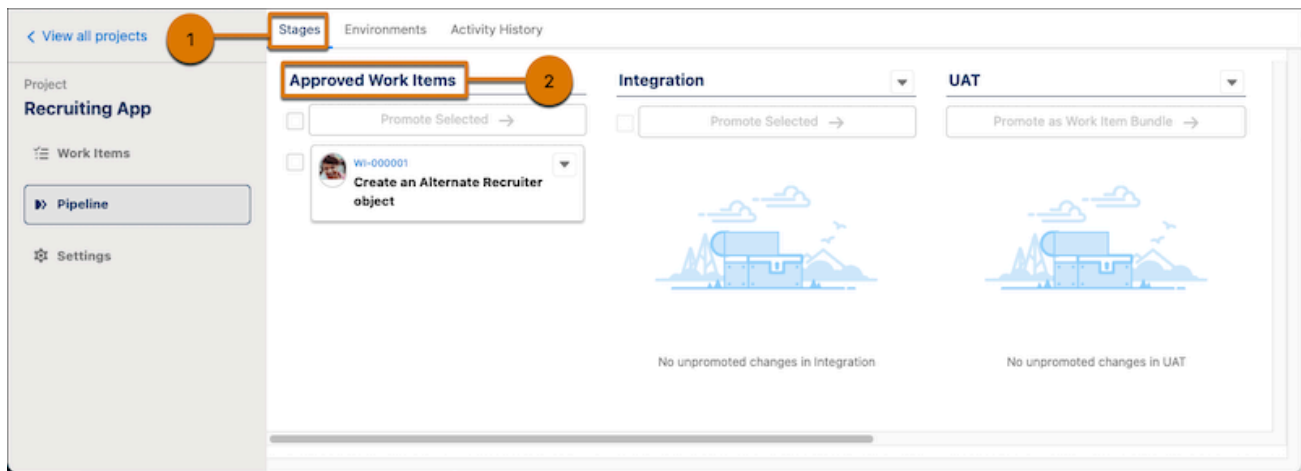 View all projects
1
Stages
Environments
Activity History
Project
Recruiting App
Work Items
Pipeline
Settings
Approved Work Items
2
Promote Selected →
WI-000001
Create an Alternate Recruiter
object
Integration
Promote Selected →
No unpromoted changes in Integration
UAT
Promote as Work Item Bundle →
No unpromoted changes in UAT